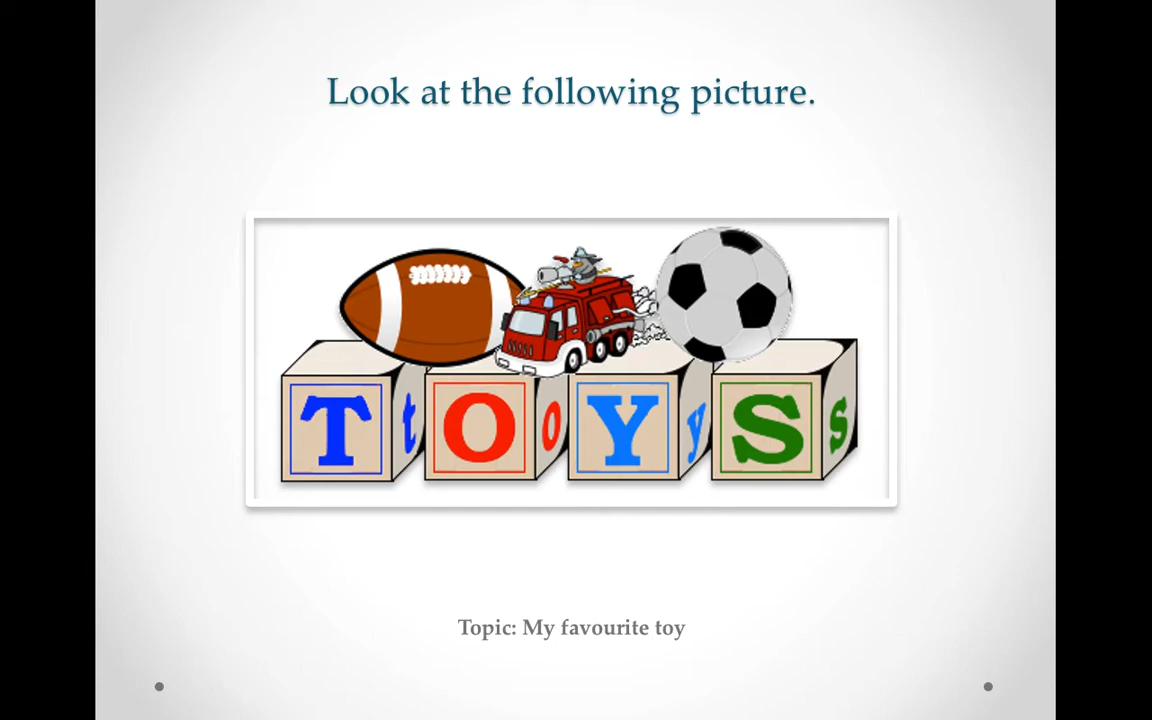 Look at the following picture.
T t O o Y y S s
Topic: My favourite toy